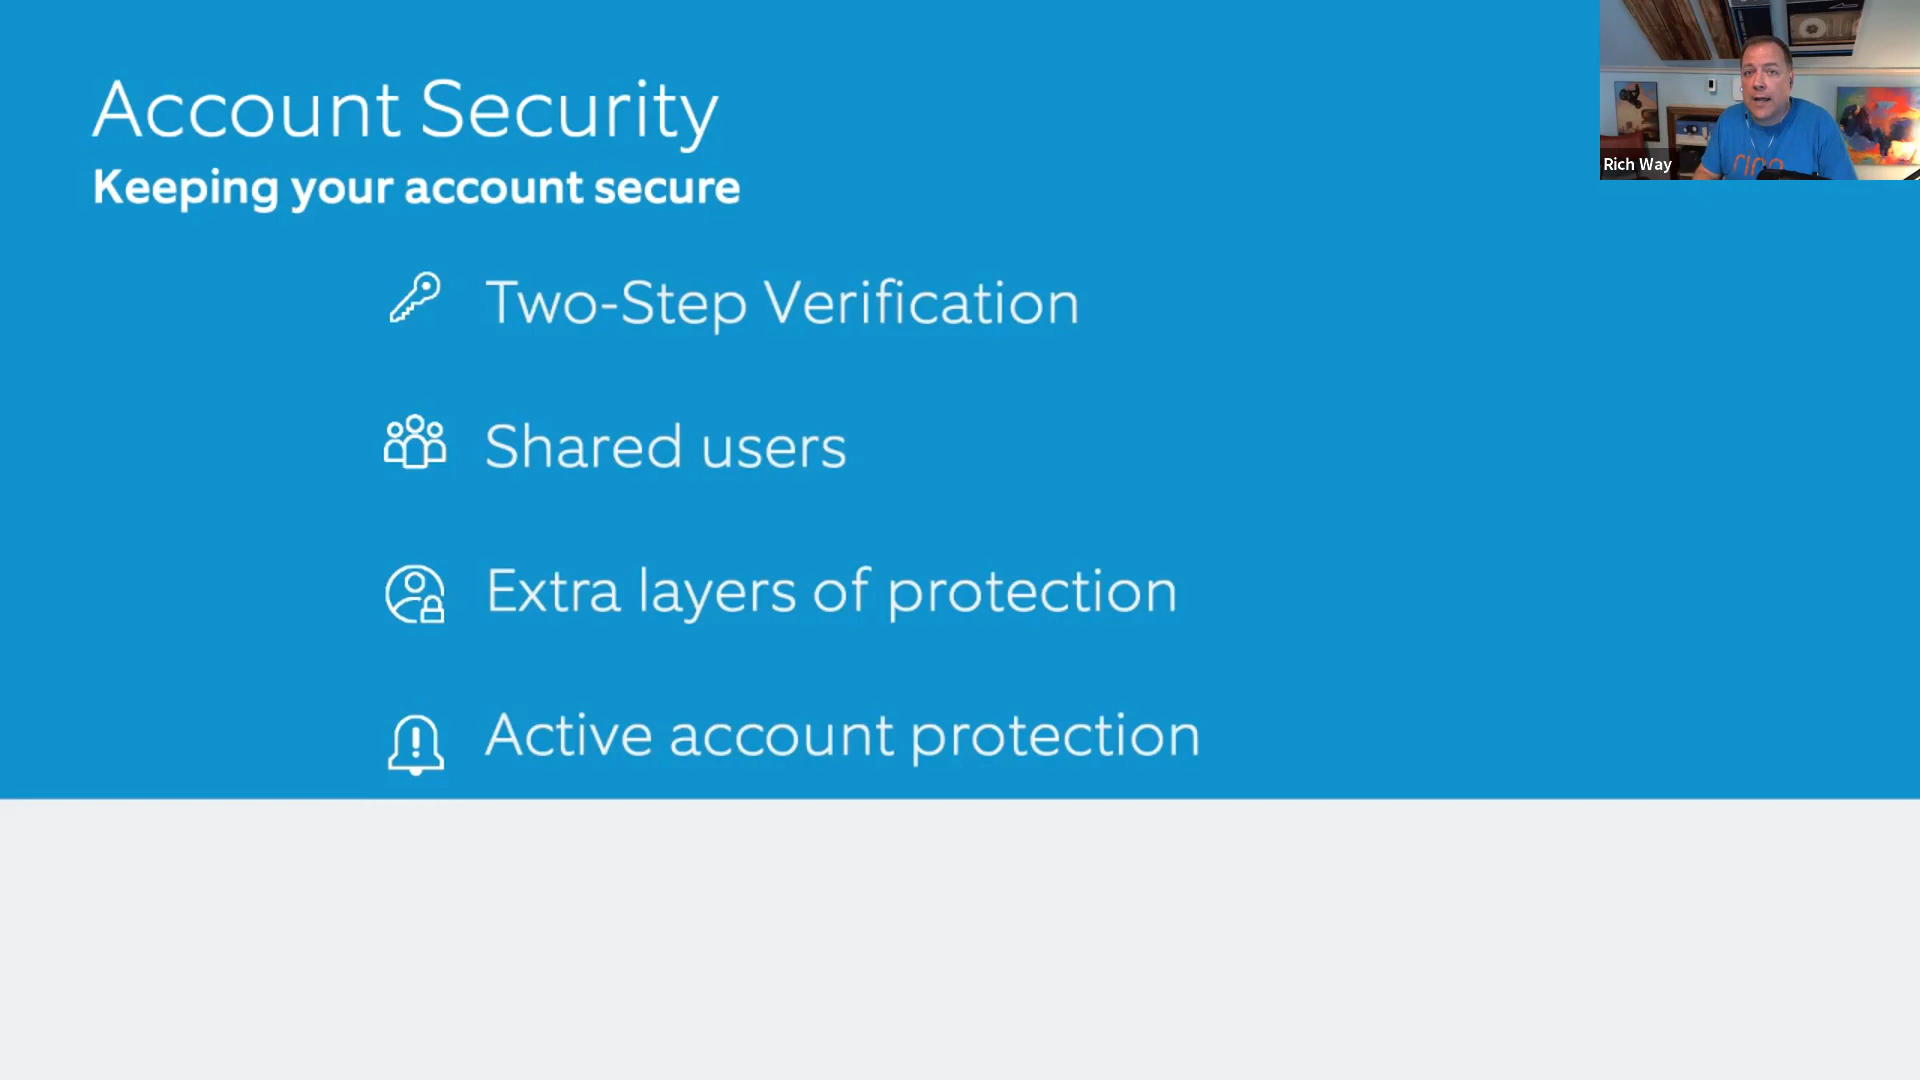 Account Security
Keeping your account secure
Two-Step Verification
Shared users
Extra layers of protection
Active account protection
Rich Way
ring